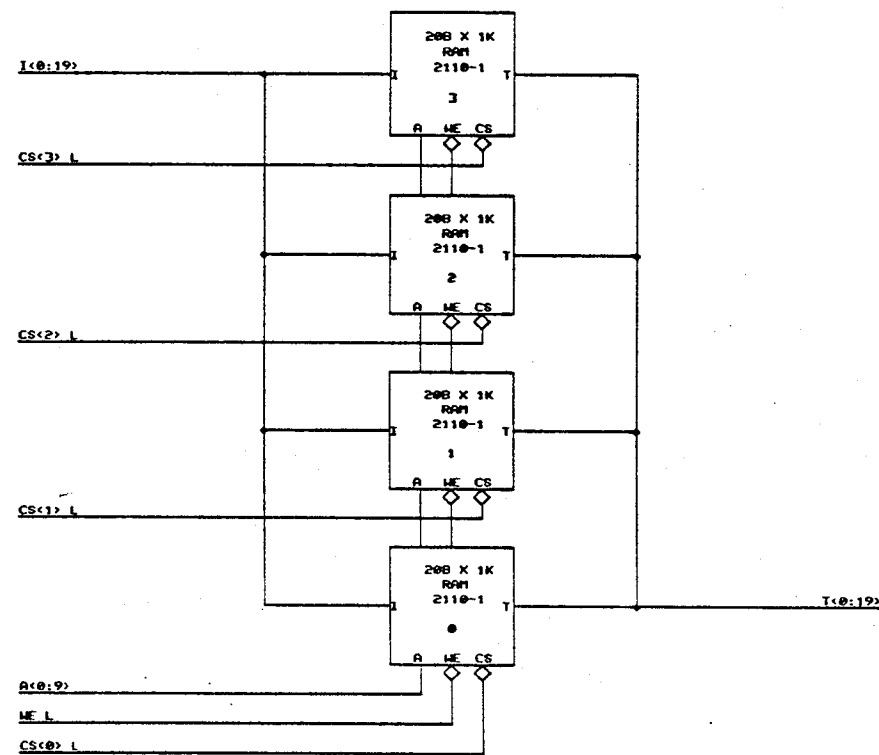 20B X 1K
RAM
2110-1
I<0:19>
I
T
3
A WE CS
CS<3> L
20B X 1K
RAM
2110-1
I
T
2
A WE CS
CS<2> L
20B X 1K
RAM
2110-1
I
T
1
A WE CS
CS<1> L
20B X 1K
RAM
2110-1
I
T
T<0:19>
0
A WE CS
A<0:9>
WE L
CS<0> L